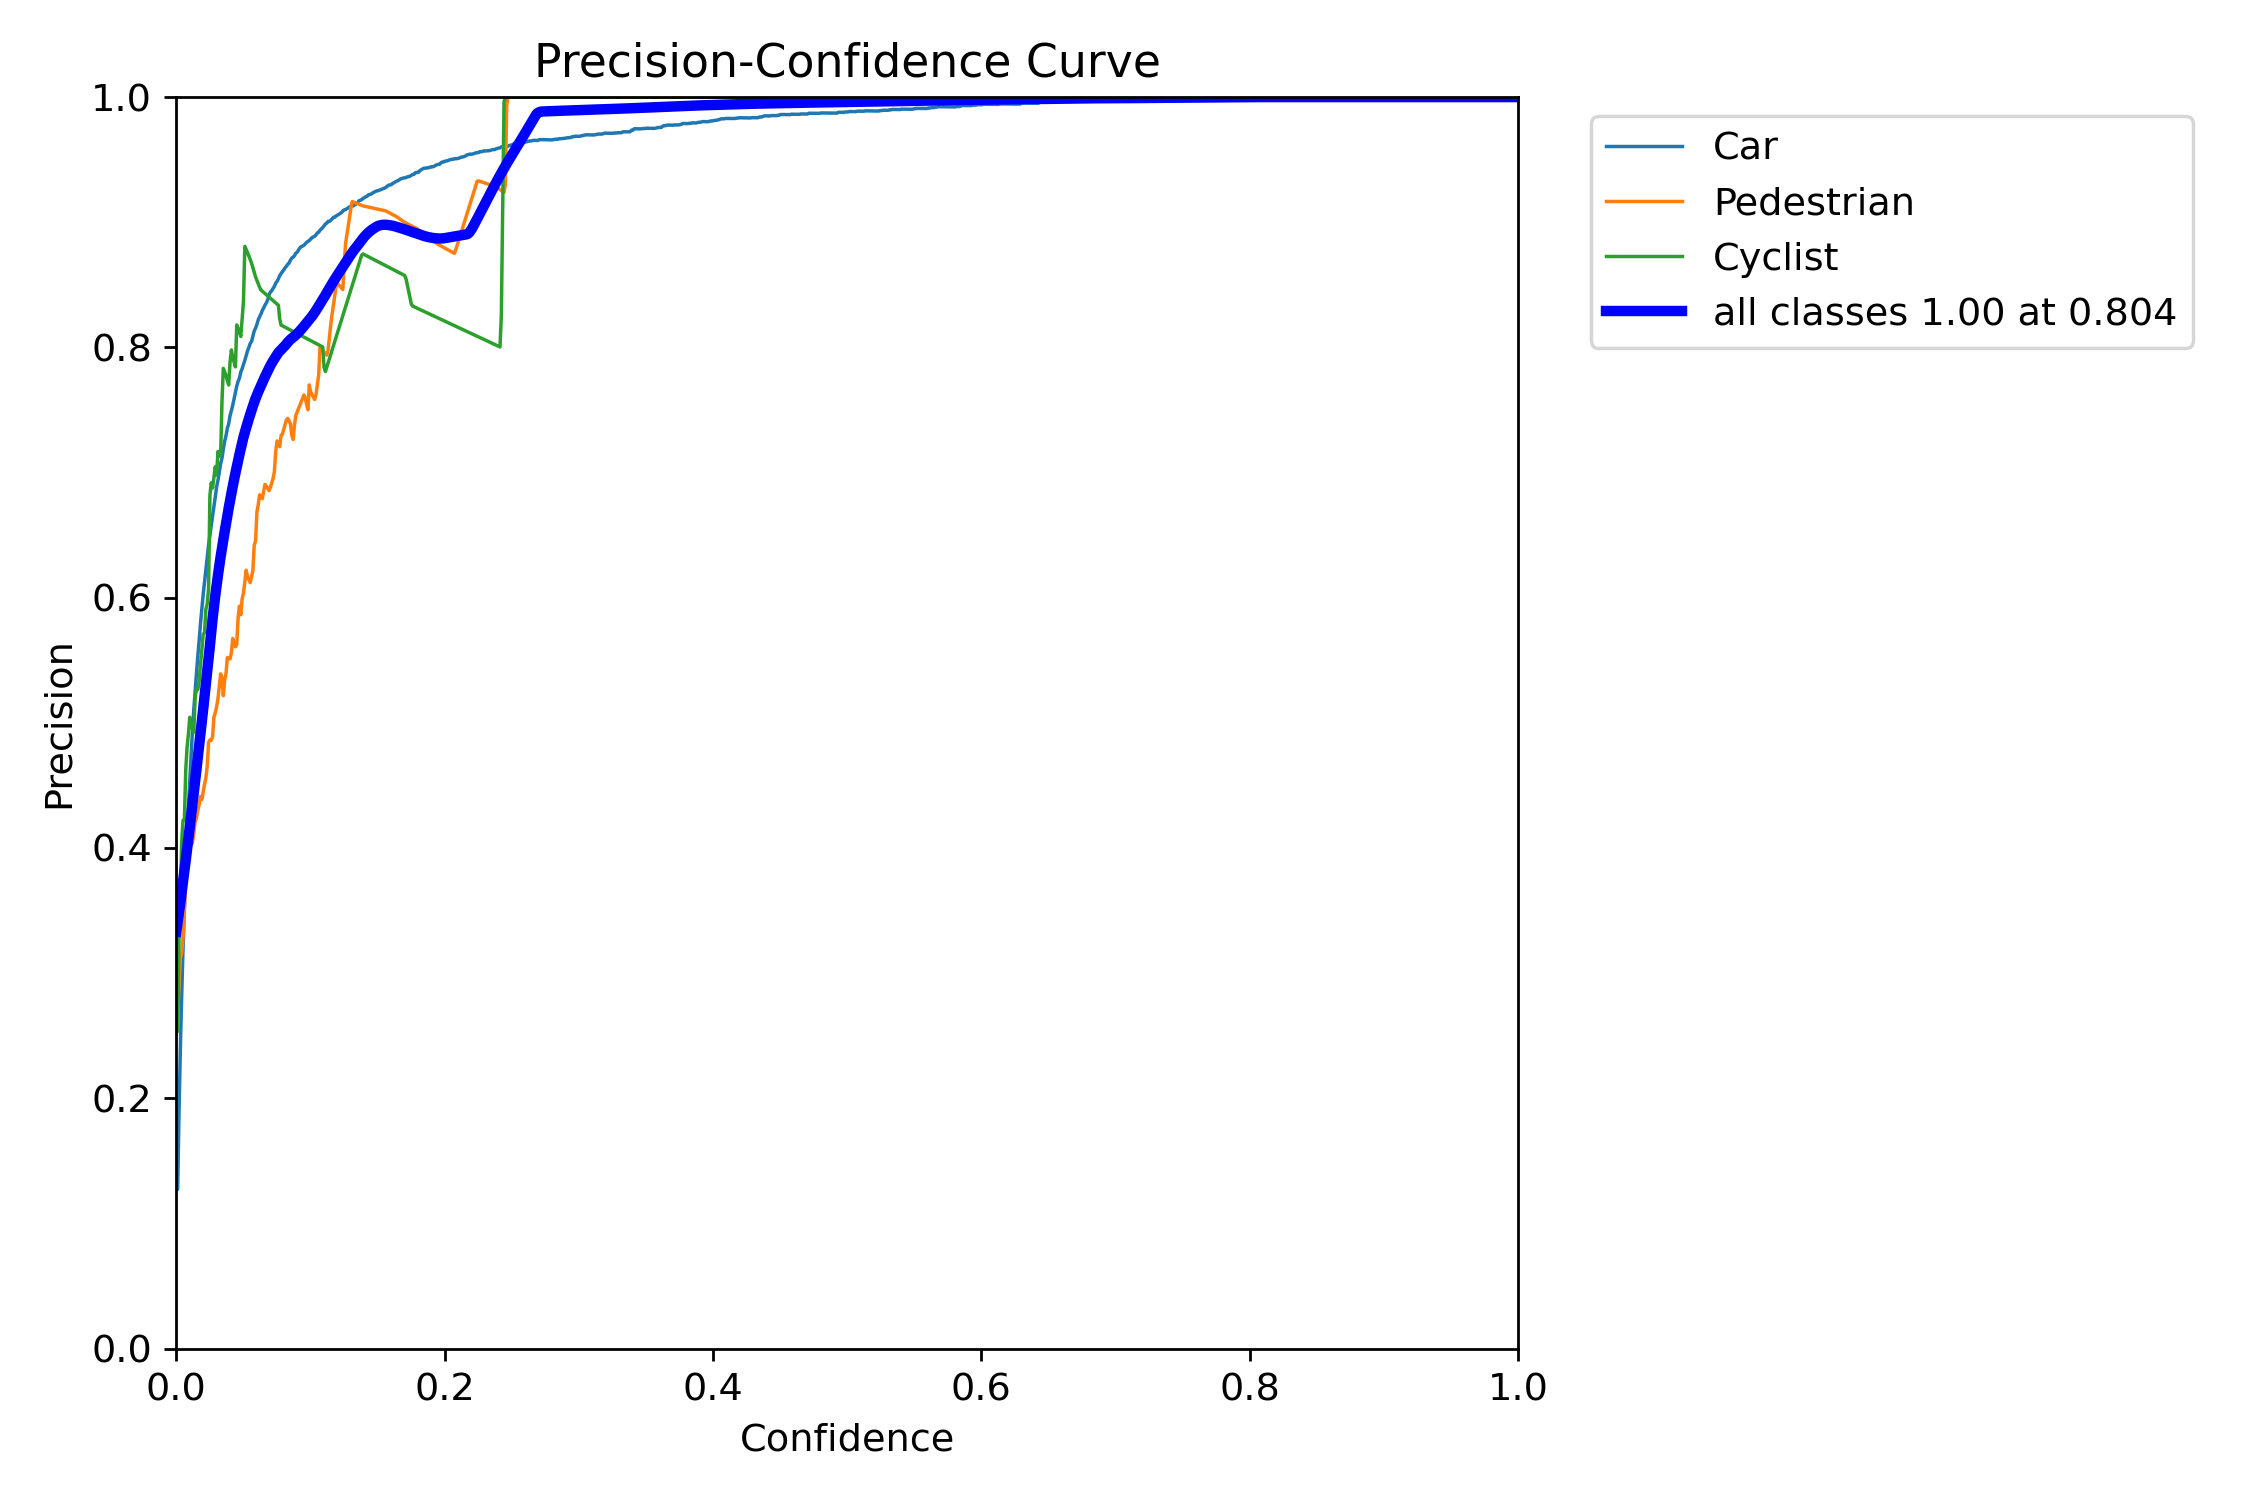 Precision-Confidence Curve
1.0
0.8
0.6
0.4
0.2
0.0
Precision
0.0 0.2 0.4 0.6 0.8 1.0
Confidence
Car
Pedestrian
Cyclist
all classes 1.00 at 0.804